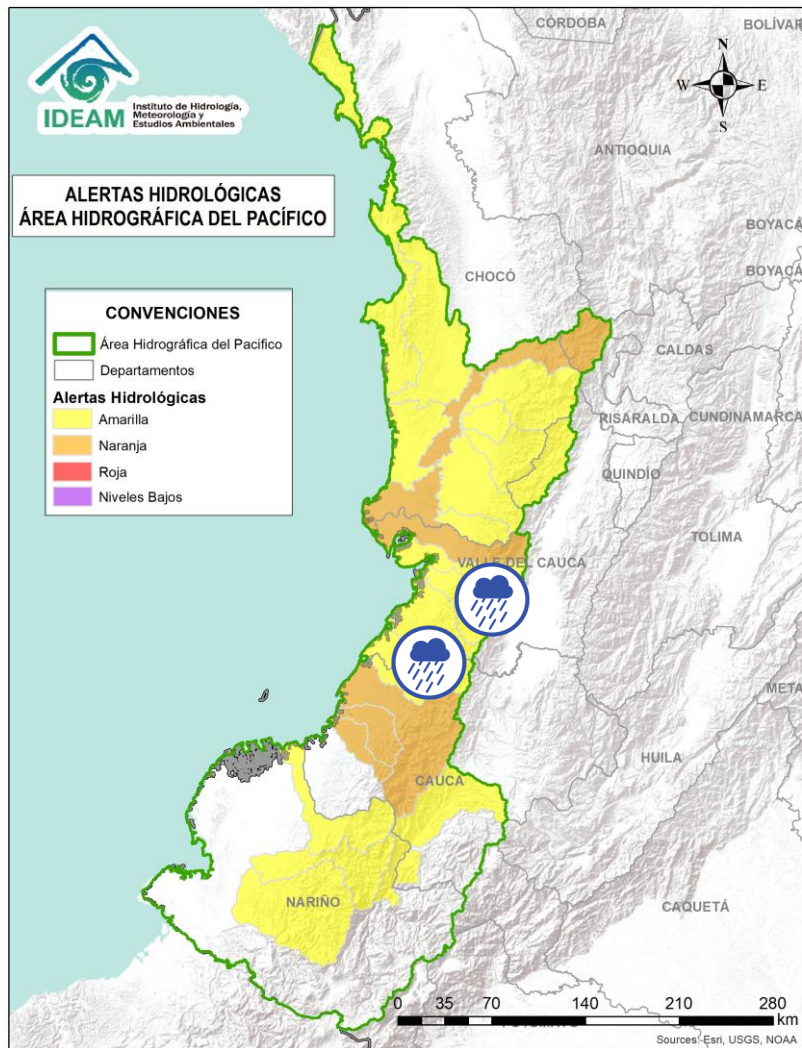 IDEAM
Instituto de Hidrología,
Meteorología y
Estudios Ambientales
ALERTAS HIDROLÓGICAS
ÁREA HIDROGRÁFICA DEL PACÍFICO
CONVENCIONES
Área Hidrográfica del Pacifico
Departamentos
Alertas Hidrológicas
Amarilla
Naranja
Roja
Niveles Bajos
N
W
E
S
CÓRDOBA
BOLÍVAR
ANTIOQUIA
BOYACÁ
BOYACÁ
CHOCÓ
CALDAS
RISARALDA
CUNDINAMARCA
QUINDÍO
TOLIMA
VALLE DEL CAUCA
META
HUILA
CAUCA
NARIÑO
CAQUETÁ
0 35 70 140 210 280
km
Sources: Esri, USGS, NOAA